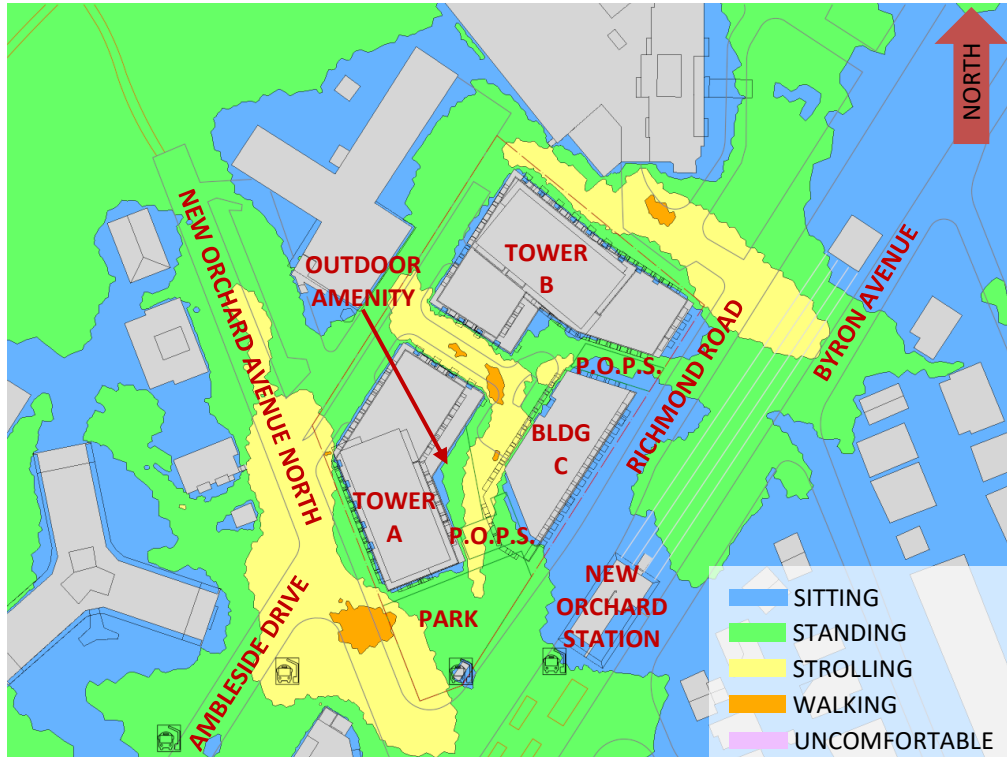 NORTH
NEW ORCHARD AVENUE NORTH
OUTDOOR
AMENITY
TOWER
B
BYRON AVENUE
RICHMOND ROAD
P.O.P.S.
BLDG
C
TOWER
A
P.O.P.S.
NEW
ORCHARD
STATION
PARK
AMBLESIDE DRIVE
SITTING
STANDING
STROLLING
WALKING
UNCOMFORTABLE